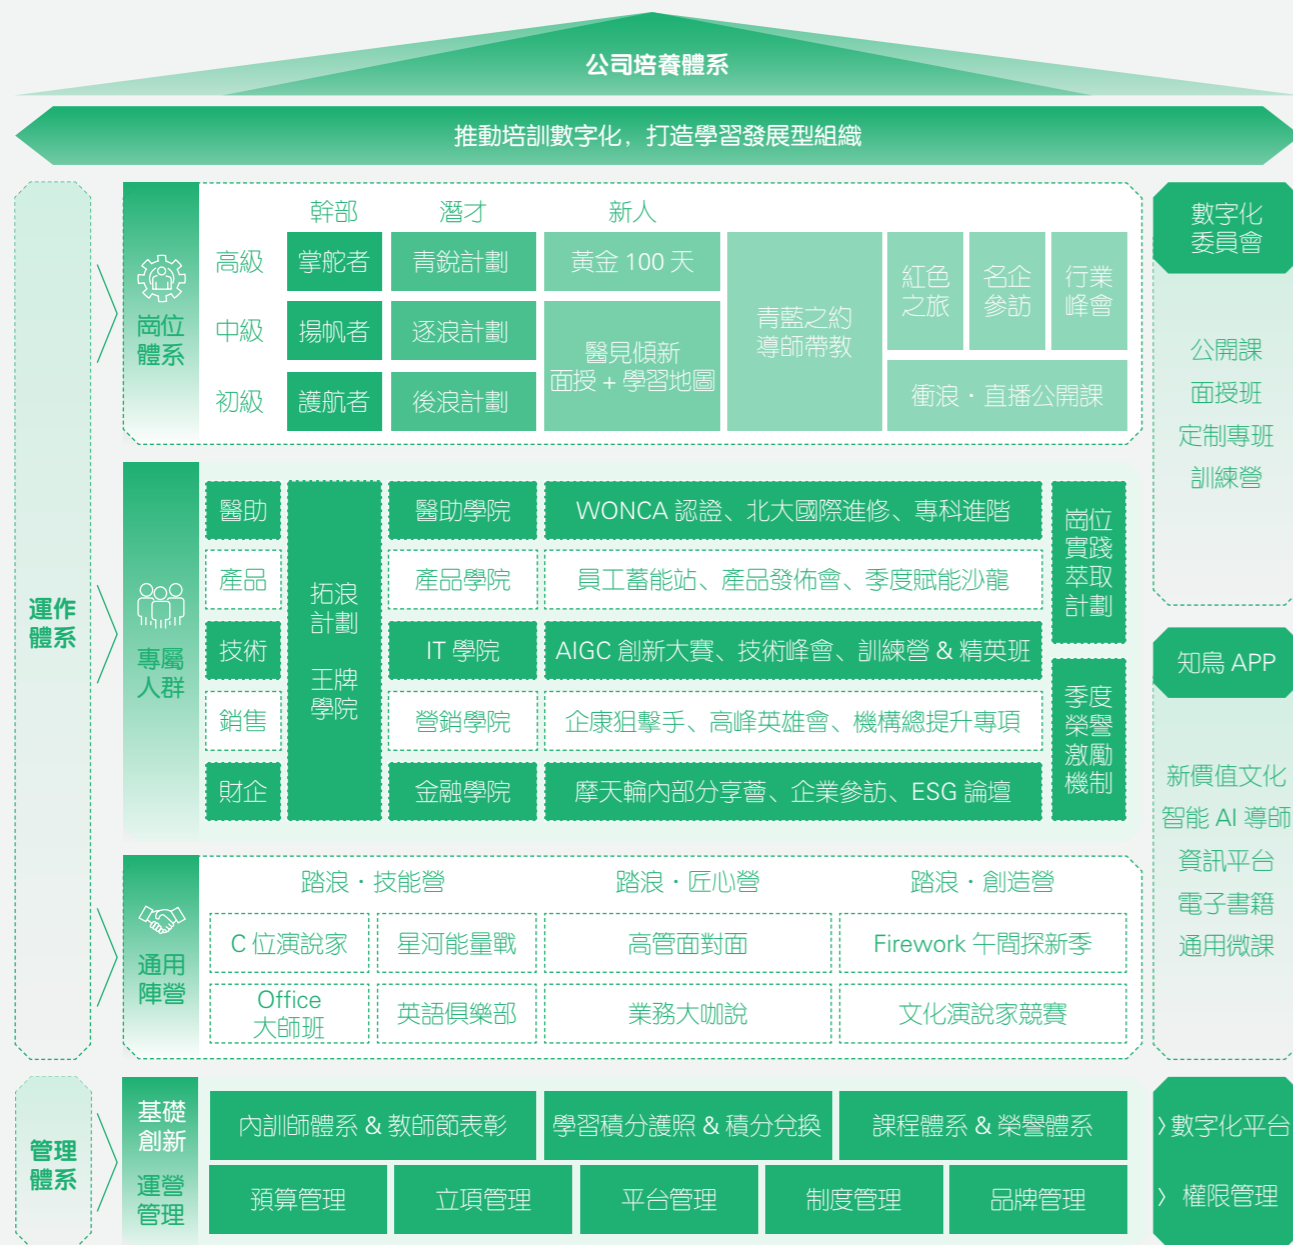 公司培養體系
推動培訓數字化，打造學習發展型組織
運作
體系
崗位
體系
幹部
潛才
新人
高級
掌舵者
青銳計劃
黃金 100 天
中級
揚帆者
逐浪計劃
初級
護航者
後浪計劃
醫見傾新
面授 + 學習地圖
青藍之約
導師帶教
紅色
之旅
名企
參訪
行業
峰會
衝浪・直播公開課
專屬
人群
醫助
產品
技術
銷售
財企
拓浪
計劃
王牌
學院
醫助學院
WONCA 認證、北大國際進修、專科進階
產品學院
員工蓄能站、產品發佈會、季度賦能沙龍
IT 學院
AIGC 創新大賽、技術峰會、訓練營 & 精英班
營銷學院
企康狙擊手、高峰英雄會、機構總提升專項
金融學院
摩天輪內部分享薈、企業參訪、ESG 論壇
崗位
實踐
萃取
計劃
季度
榮譽
激勵
機制
通用
陣營
踏浪・技能營
踏浪・匠心營
踏浪・創造營
C 位演說家
星河能量戰
高管面對面
Firework 午間探新季
Office
大師班
英語俱樂部
業務大咖說
文化演說家競賽
數字化
委員會
公開課
面授班
定制專班
訓練營
知鳥 APP
新價值文化
智能 AI 導師
資訊平台
電子書籍
通用微課
管理
體系
基礎
創新
運營
管理
內訓師體系 & 教師節表彰
學習積分護照 & 積分兌換
課程體系 & 榮譽體系
預算管理
立項管理
平台管理
制度管理
品牌管理
〉數字化平台
〉權限管理